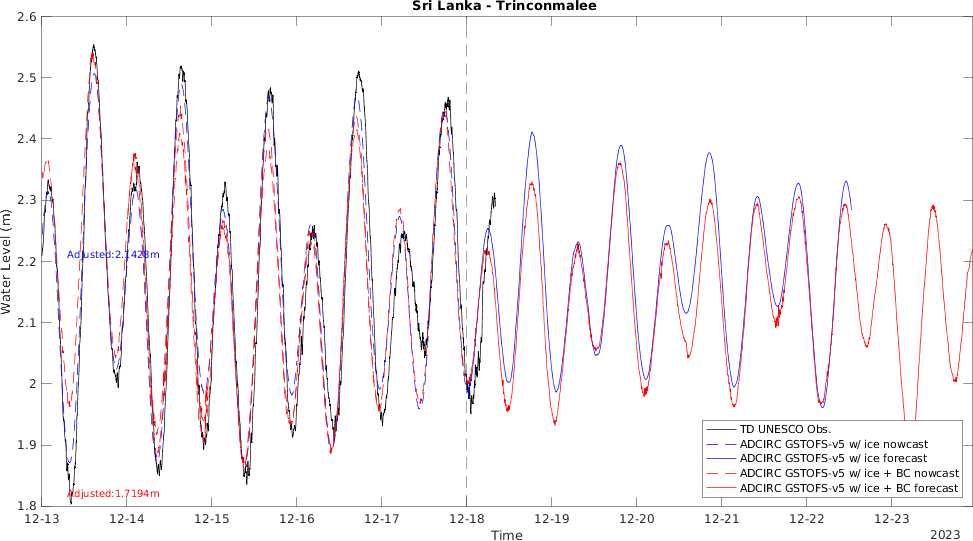 Sri Lanka - Trinconmalee
Water Level (m)
2.6
2.5
2.4
2.3
2.2
2.1
2
1.9
1.8
Adjusted:2.1428m
Adjusted:1.7194m
TD UNESCO Obs.
ADCIRC GSTOFS-v5 w/ ice nowcast
ADCIRC GSTOFS-v5 w/ ice forecast
ADCIRC GSTOFS-v5 w/ ice + BC nowcast
ADCIRC GSTOFS-v5 w/ ice + BC forecast
12-13 12-14 12-15 12-16 12-17 12-18 12-19 12-20 12-21 12-22 12-23
Time
2023